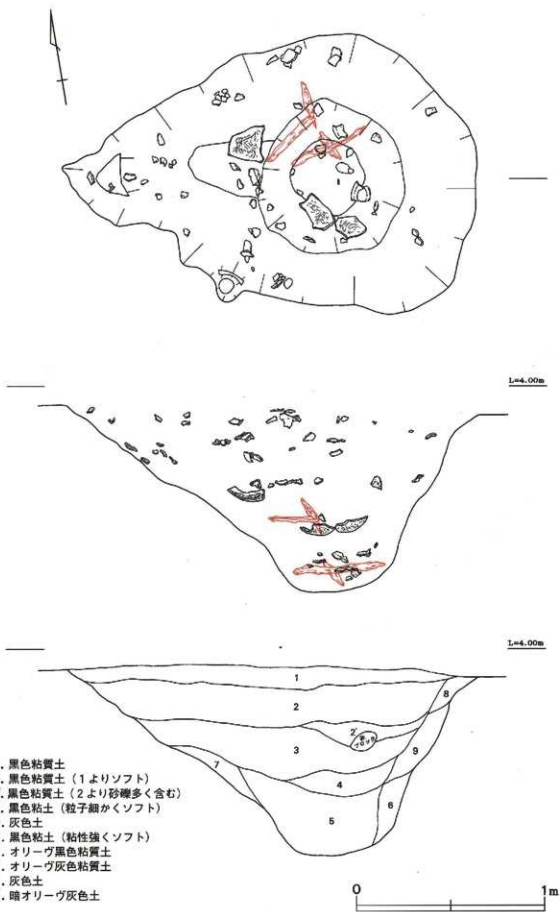 L=4.00m
L=4.00m
1
2
2'
ブロック
3
4
5
6
7
8
9
. 黒色粘質土
. 黒色粘質土（１よりソフト）
'. 黒色粘質土（２より砂礫多く含む）
. 黒色粘土（粒子細かくソフト）
. 灰色土
. 黒色粘土（粘性強くソフト）
. オリーヴ黒色粘質土
. オリーヴ灰色粘質土
. 灰色土
. 暗オリーヴ灰色土
0 1m